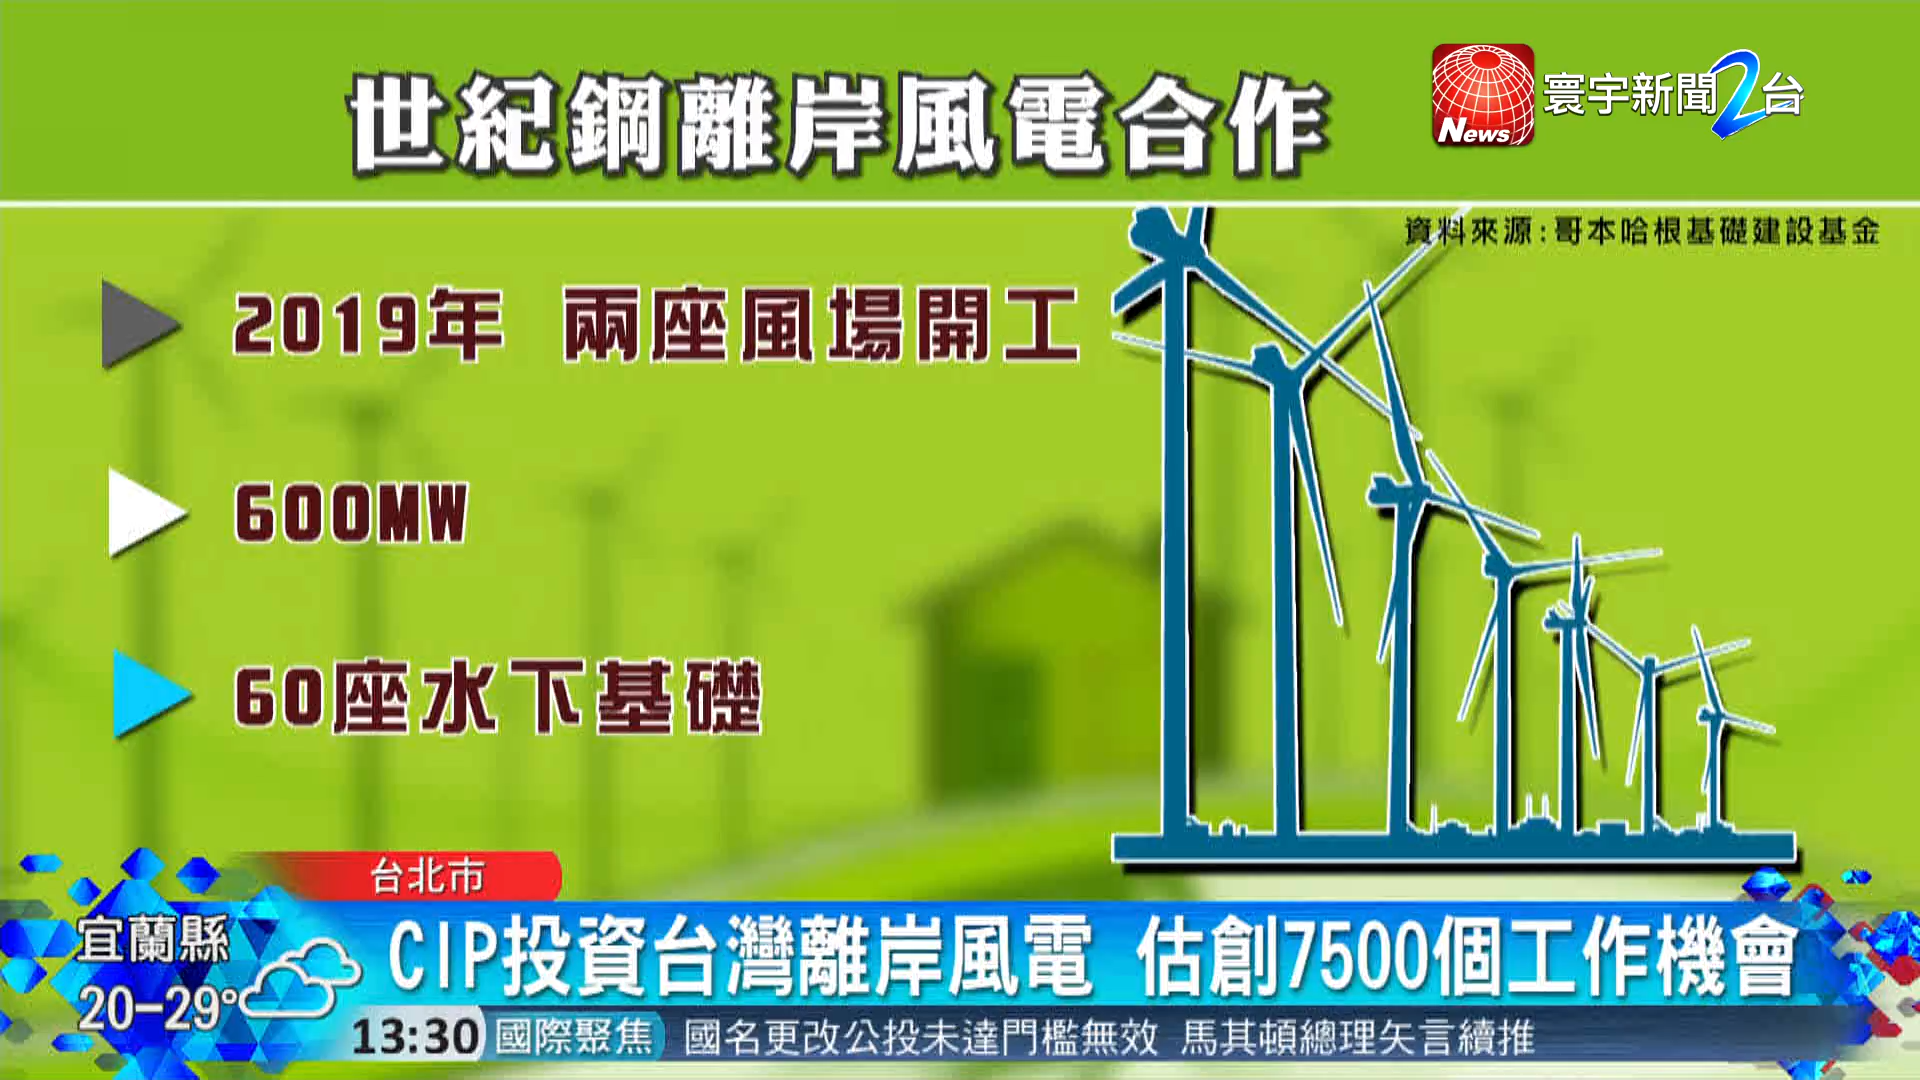 世紀鋼離岸風電合作
News
寰宇新聞2台
資料來源:哥本哈根基礎建設基金
2019年 兩座風場開工
600MW
60座水下基礎
台北市
宜蘭縣
20-29°
CIP投資台灣離岸風電 估創7500個工作機會
13:30 國際聚焦 國名更改公投未達門檻無效 馬其頓總理矢言續推